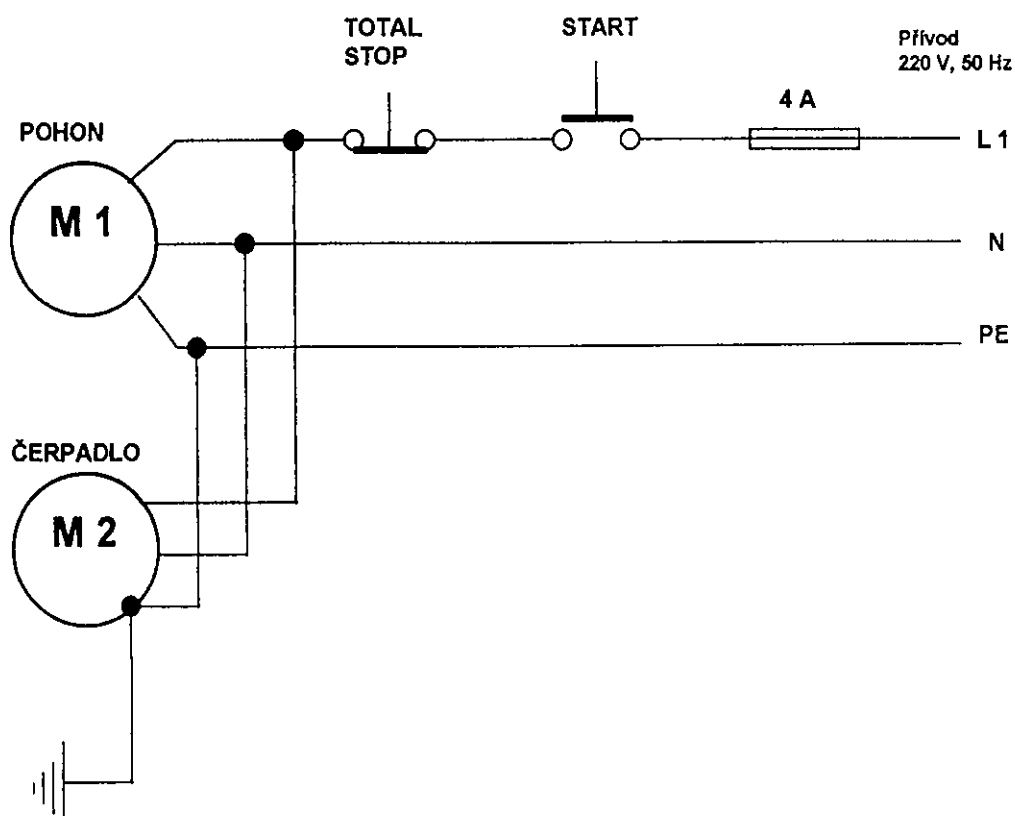 TOTAL
STOP
START
Přívod
220 V, 50 Hz
4 A
POHON
L 1
M 1
N
PE
ČERPADLO
M 2